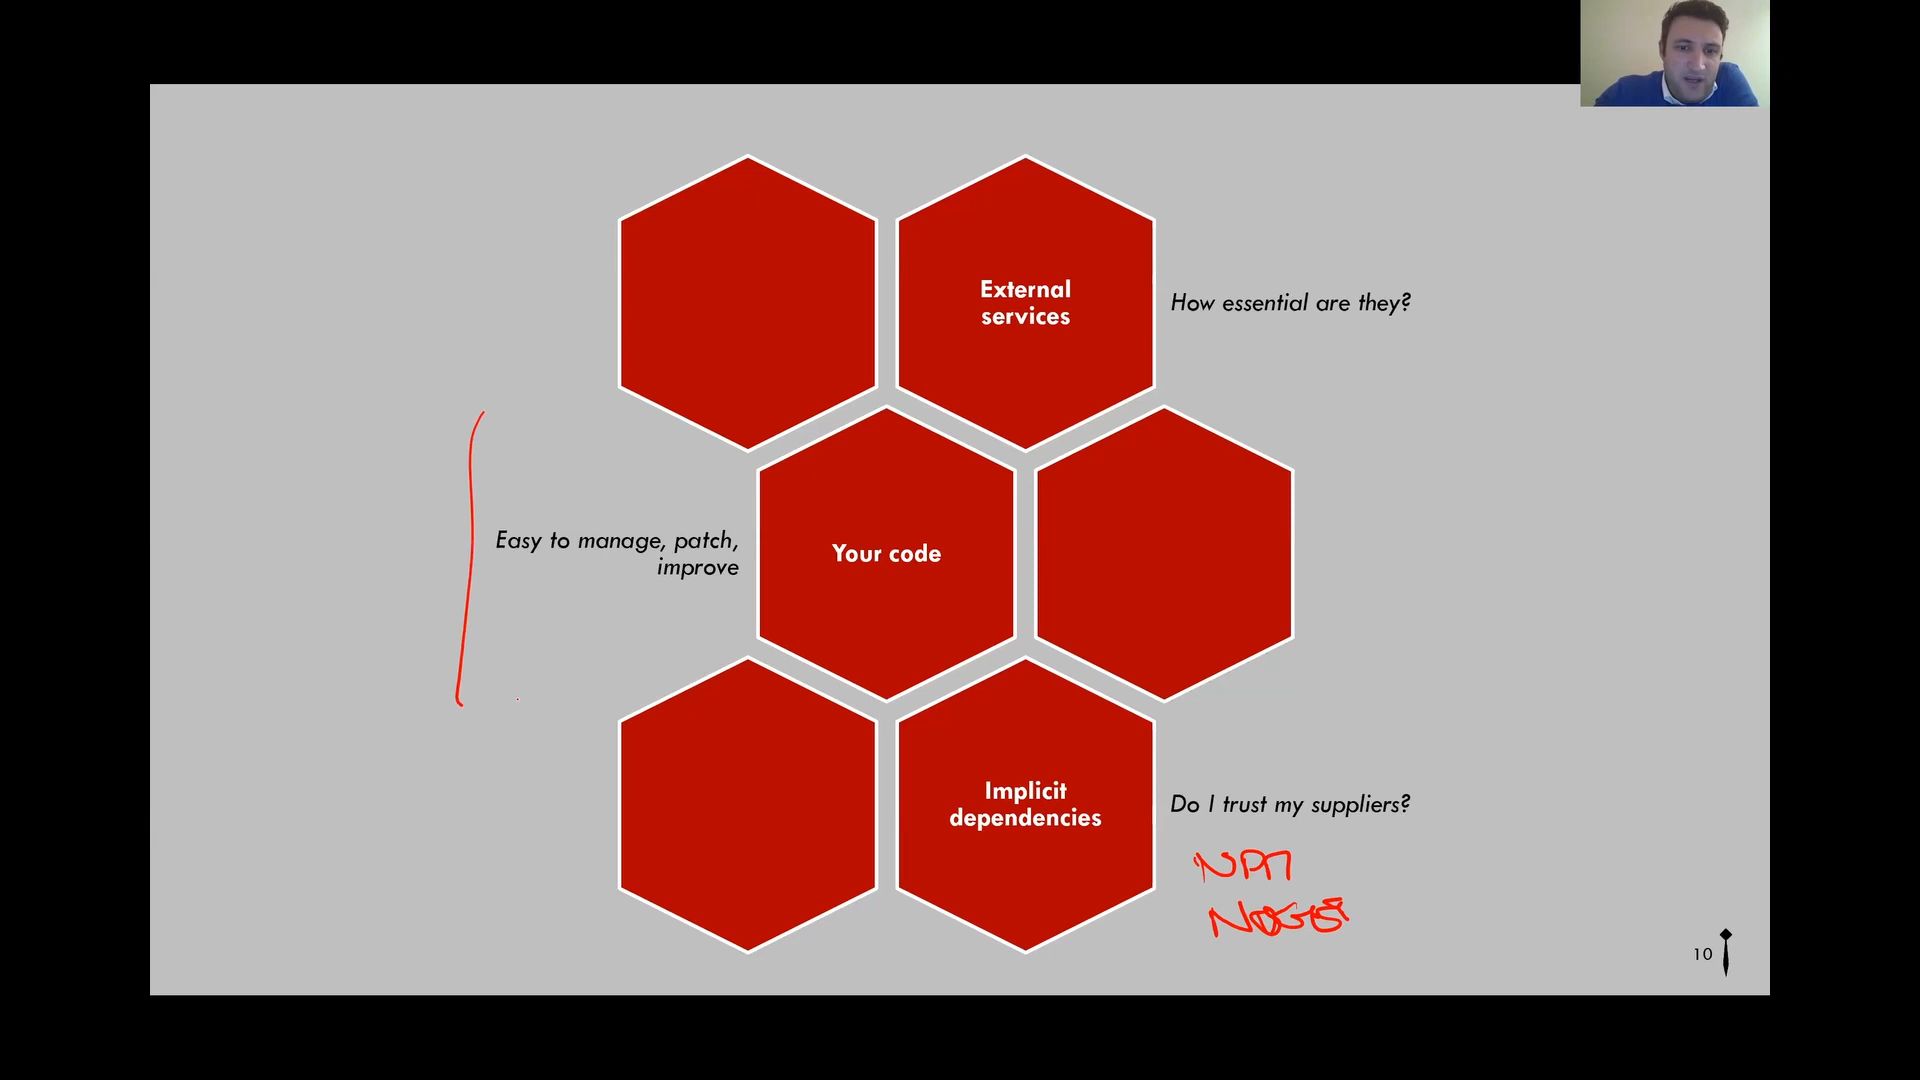 External
services
How essential are they?
Easy to manage, patch,
improve
Your code
Implicit
dependencies
Do I trust my suppliers?
NPM
10